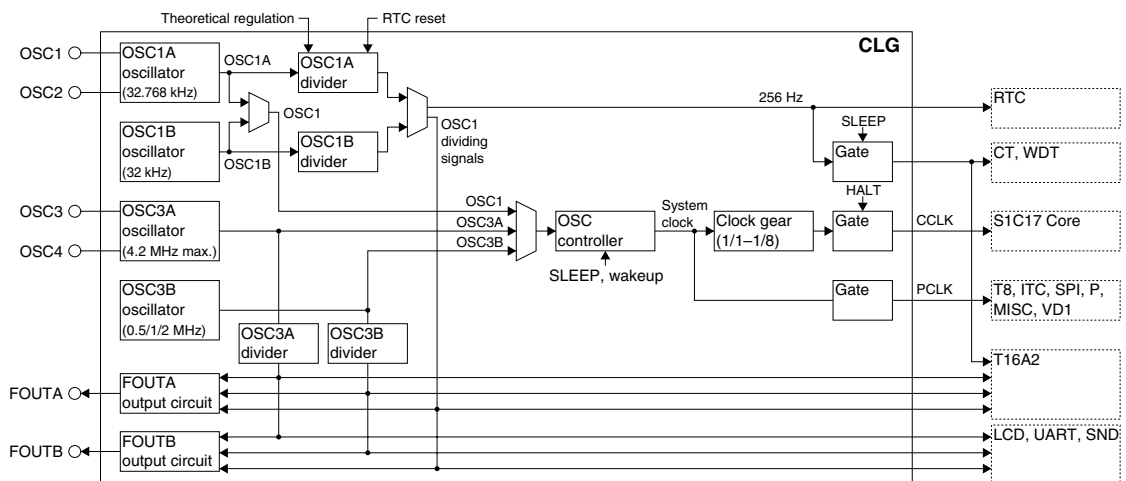 Theoretical regulation
RTC reset
CLG
OSC1
OSC2
OSC1A
oscillator
(32.768 kHz)
OSC1A
OSC1A
divider
OSC1
256 Hz
RTC
OSC1B
oscillator
(32 kHz)
OSC1B
OSC1B
divider
OSC1
dividing
signals
SLEEP
Gate
CT, WDT
OSC3
OSC4
OSC3A
oscillator
(4.2 MHz max.)
OSC1
OSC3A
OSC3B
OSC
controller
SLEEP, wakeup
System
clock
Clock gear
(1/1–1/8)
HALT
Gate
CCLK
S1C17 Core
OSC3B
oscillator
(0.5/1/2 MHz)
Gate
PCLK
T8, ITC, SPI, P,
MISC, VD1
OSC3A
divider
OSC3B
divider
T16A2
FOUTA
FOUTA
output circuit
FOUTB
FOUTB
output circuit
LCD, UART, SND